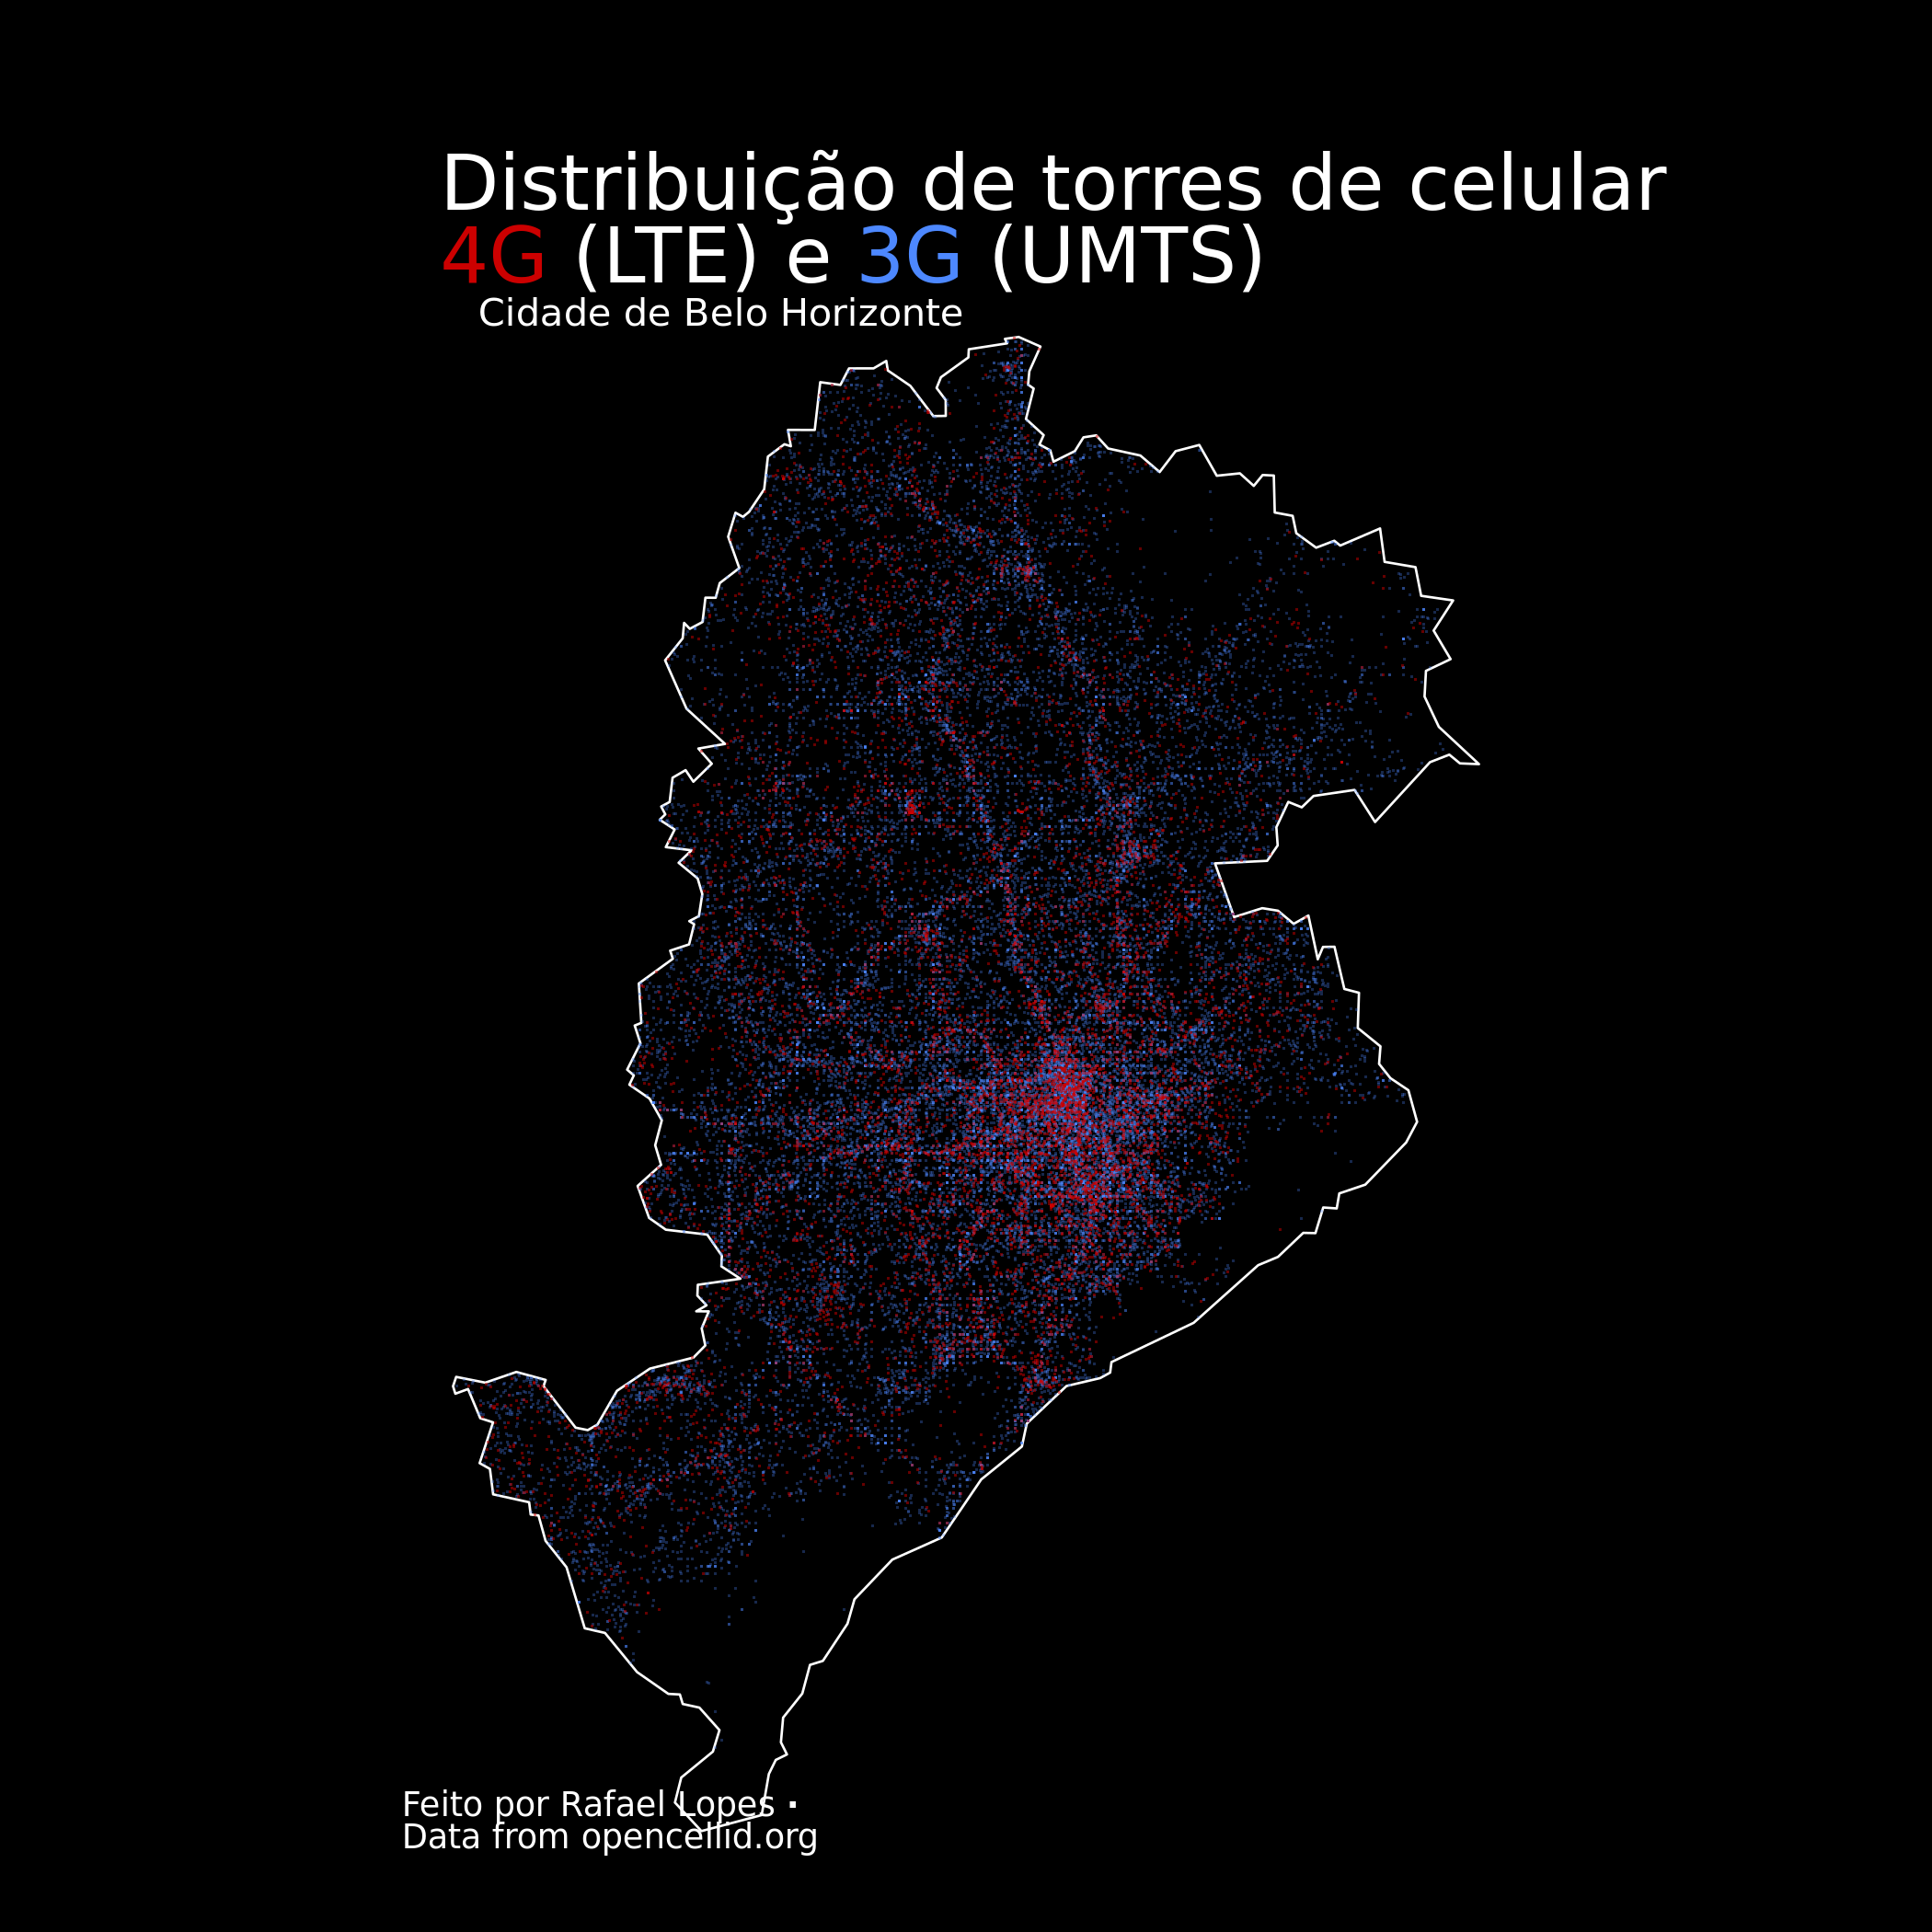 Distribuição de torres de celular
4G (LTE) e 3G (UMTS)
Cidade de Belo Horizonte
Feito por Rafael Lopes ·
Data from opencellid.org